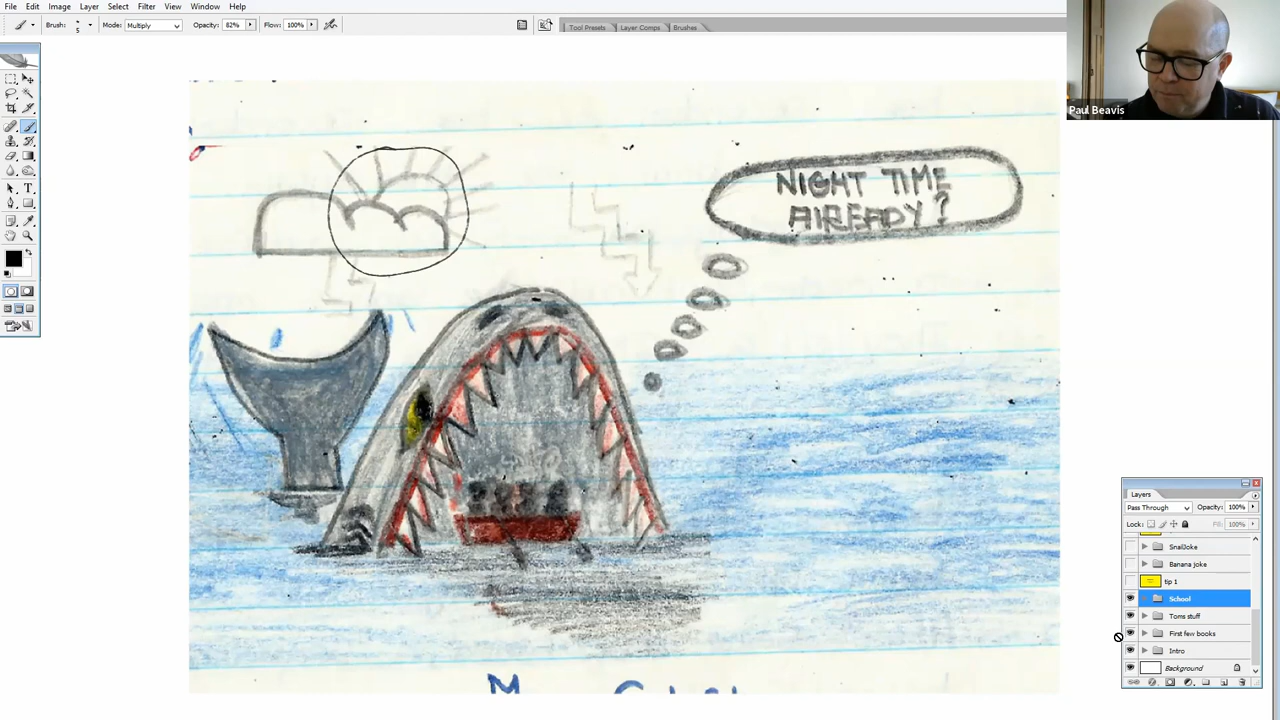 File Edit Image Layer Select Filter View Window Help
Brush: 5 Mode: Multiply Opacity: 82% Flow: 100% Tool Presets Layer Comps Brushes
Paul Beavis
NIGHT TIME
ALREADY?
Layers
Pass Through Opacity: 100%
Lock: Fill: 100%
SnailJoke
Banana joke
tip 1
School
Toms stuff
First few books
Intro
Background